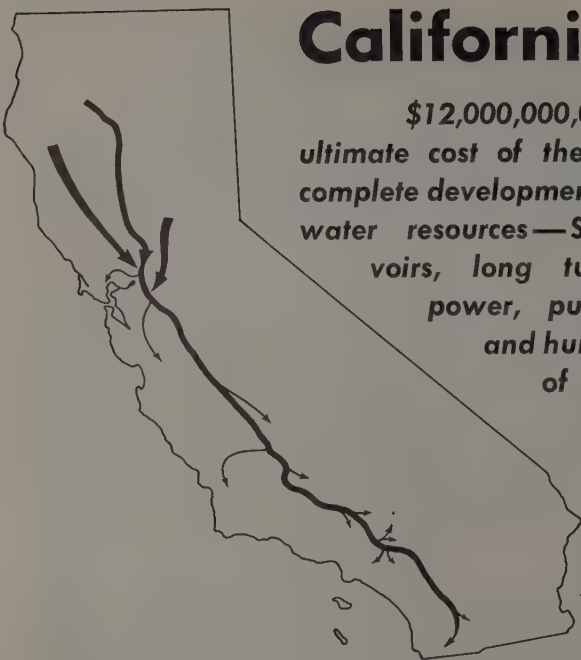 Californi
$12,000,000,0
ultimate cost of the
complete developmen
water resources—S
voirs, long tu
power, pu
and hun
of